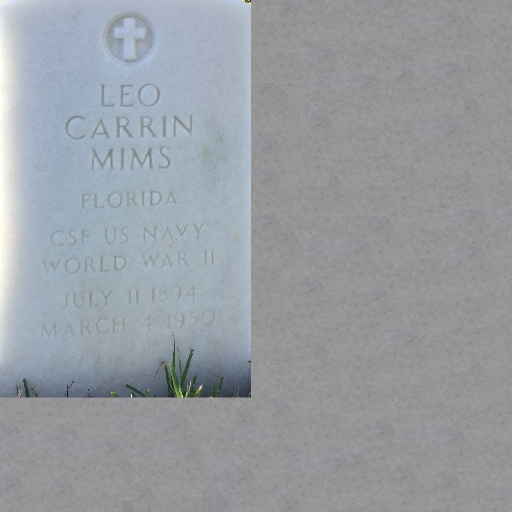 LEO
CARRIN
MIMS
FLORIDA
CSF US NAVY
WORLD WAR II
JULY 11 1894
MARCH 4 1950